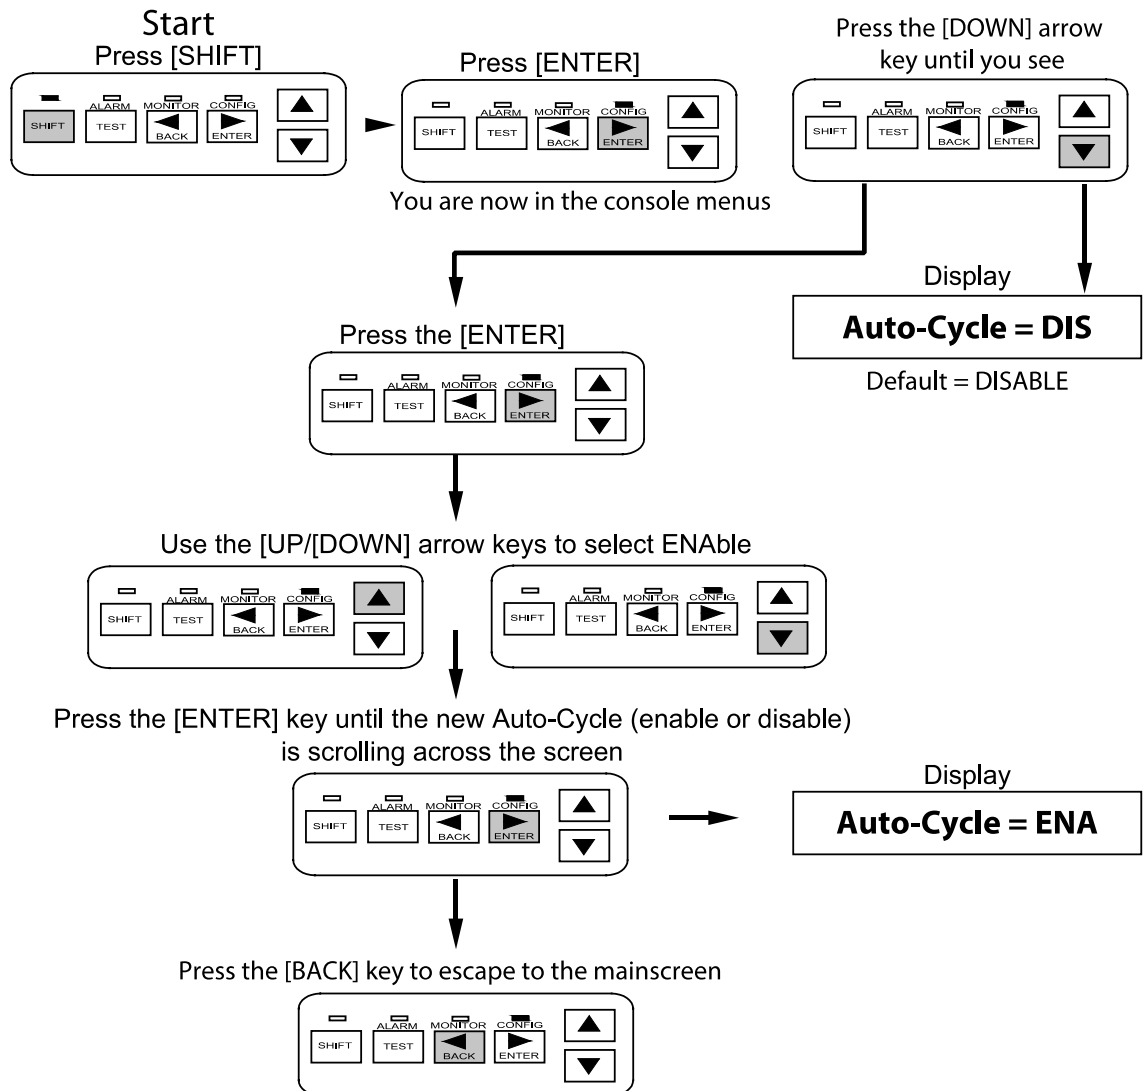 Start
Press [SHIFT]
ALARM MONITOR CONFIG
SHIFT TEST BACK ENTER
Press [ENTER]
ALARM MONITOR CONFIG
SHIFT TEST BACK ENTER
You are now in the console menus
Press the [DOWN] arrow
key until you see
ALARM MONITOR CONFIG
SHIFT TEST BACK ENTER
Display
Auto-Cycle = DIS
Default = DISABLE
Press the [ENTER]
ALARM MONITOR CONFIG
SHIFT TEST BACK ENTER
Use the [UP/[DOWN] arrow keys to select ENAble
ALARM MONITOR CONFIG
SHIFT TEST BACK ENTER
ALARM MONITOR CONFIG
SHIFT TEST BACK ENTER
Press the [ENTER] key until the new Auto-Cycle (enable or disable)
is scrolling across the screen
ALARM MONITOR CONFIG
SHIFT TEST BACK ENTER
Display
Auto-Cycle = ENA
Press the [BACK] key to escape to the mainscreen
ALARM MONITOR CONFIG
SHIFT TEST BACK ENTER